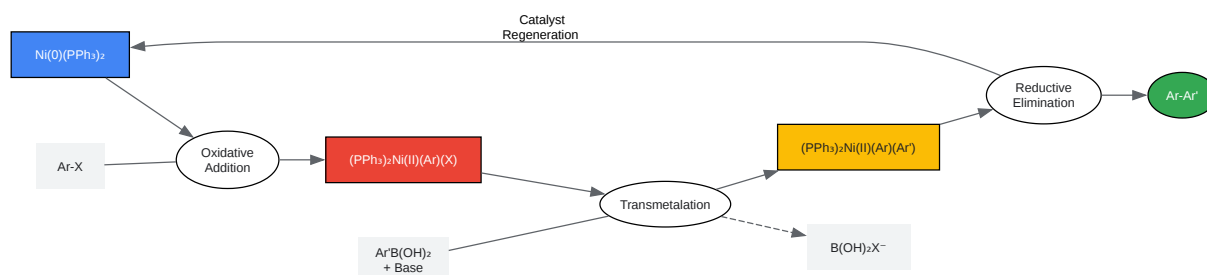 Catalyst
Regeneration
Ni(0)(PPh₃)₂
Reductive
Elimination
Ar-Ar'
Oxidative
Addition
Ar-X
(PPh₃)₂Ni(II)(Ar)(X)
(PPh₃)₂Ni(II)(Ar)(Ar')
Transmetalation
Ar'B(OH)₂
+ Base
B(OH)₂X⁻